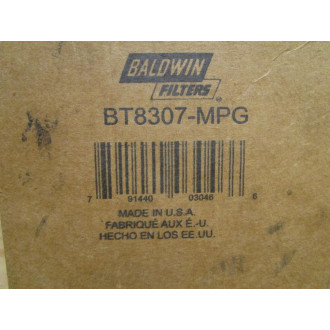 BALDWIN
FILTERS®
BT8307-MPG
7 91440 03046 6
MADE IN U.S.A.
FABRIQUÉ AUX É.-U.
HECHO EN LOS EE.UU.